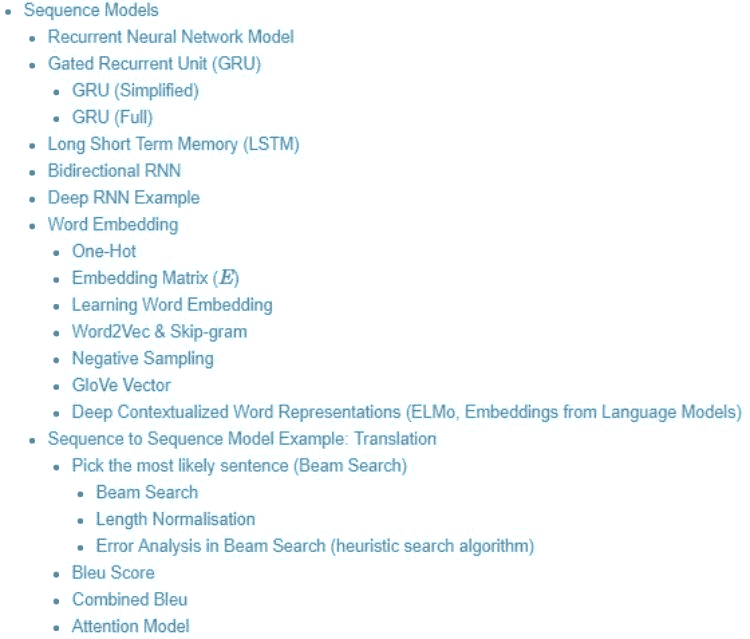 Sequence Models
Recurrent Neural Network Model
Gated Recurrent Unit (GRU)
GRU (Simplified)
GRU (Full)
Long Short Term Memory (LSTM)
Bidirectional RNN
Deep RNN Example
Word Embedding
One-Hot
Embedding Matrix (E)
Learning Word Embedding
Word2Vec & Skip-gram
Negative Sampling
GloVe Vector
Deep Contextualized Word Representations (ELMo, Embeddings from Language Models)
Sequence to Sequence Model Example: Translation
Pick the most likely sentence (Beam Search)
Beam Search
Length Normalisation
Error Analysis in Beam Search (heuristic search algorithm)
Bleu Score
Combined Bleu
Attention Model